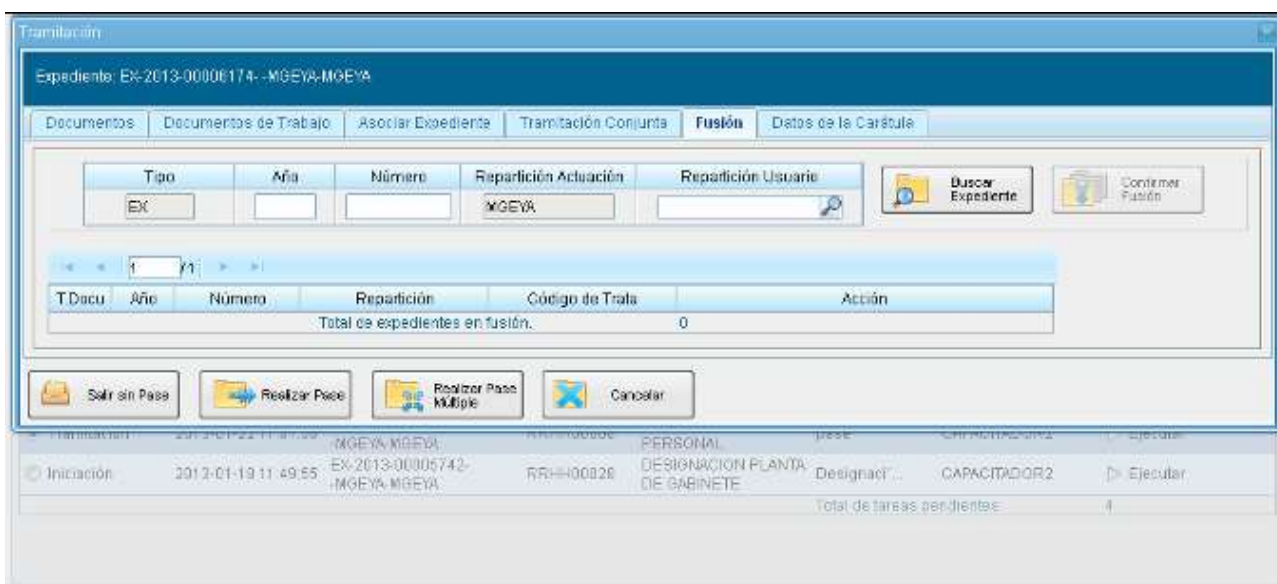 Tramitación
Expediente: EX-2013-00006174- -MGEYA-MGEYA
Documentos Documentos de Trabajo Asociar Expediente Tramitación Conjunta Fusión Datos de la Carátula
Tipo Año Número Repartición Actuación Repartición Usuario
EX MGEYA
Buscar Expediente
Confirmar Fusión
1 /1
T.Docu Año Número Repartición Código de Trata Acción
Total de expedientes en fusión. 0
Salir sin Pase Realizar Pase Realizar Pase Múltiple Cancelar
Tramitación -MGEYA-MGEYA PERSONAL pase CAPACITADOR2 Ejecutar
Iniciación 11:49:55 EX-2013-00005742- -MGEYA-MGEYA DESIGNACION PLANTA DE GABINETE Designaci... CAPACITADOR2 Ejecutar
Total de tareas pendientes 4